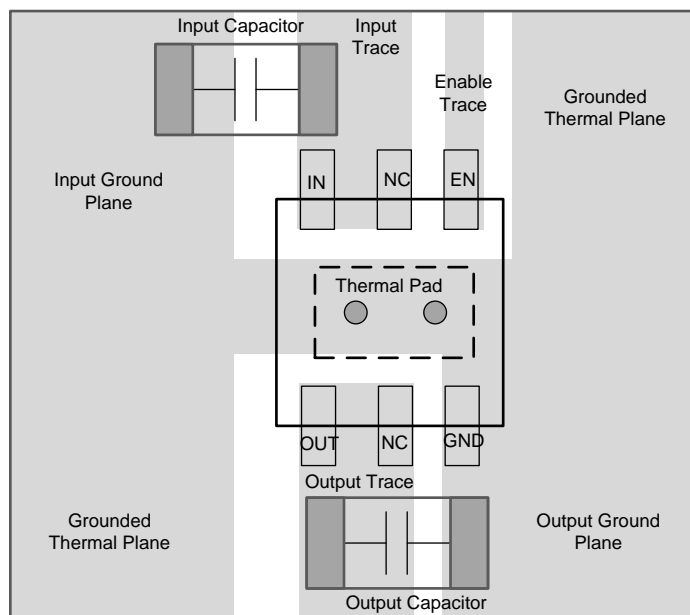 Input Capacitor
Input
Trace
Enable
Trace
Grounded
Thermal Plane
Input Ground
Plane
IN
NC
EN
Thermal Pad
OUT
NC
GND
Output Trace
Grounded
Thermal Plane
Output Ground
Plane
Output Capacitor